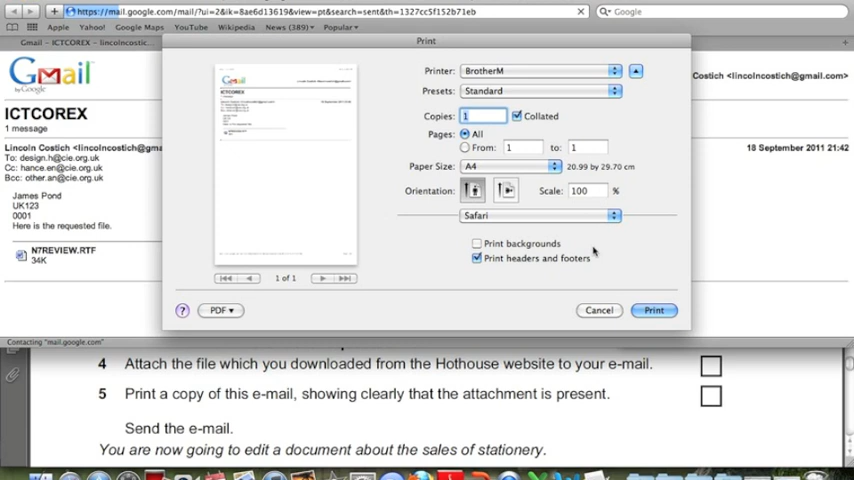 https://mail.google.com/mail/?ui=2&ik=8ae6d13619&view=pt&search=sent&th=1327cc5f152b71eb
Google
Apple Yahoo! Google Maps YouTube Wikipedia News (389) Popular
Gmail - ICTCOREX - lincolncostich
Print
Gmail
by Google
Costich <lincolncostich@gmail.com>
ICTCOREX
1 message
Lincoln Costich <lincolncostich@gma
18 September 2011 21:42
To: design.h@cie.org.uk
Cc: hance.en@cie.org.uk
Bcc: other.an@cie.org.uk
James Pond
UK123
0001
Here is the requested file.
N7REVIEW.RTF
34K
Printer: BrotherM
Presets: Standard
Copies: 1 Collated
Pages: All
From: 1 to: 1
Paper Size: A4 20.99 by 29.70 cm
Orientation: Scale: 100 %
Safari
Print backgrounds
Print headers and footers
1 of 1
? PDF Cancel Print
Contacting "mail.google.com"
4 Attach the file which you downloaded from the Hothouse website to your e-mail.
5 Print a copy of this e-mail, showing clearly that the attachment is present.
Send the e-mail.
You are now going to edit a document about the sales of stationery.